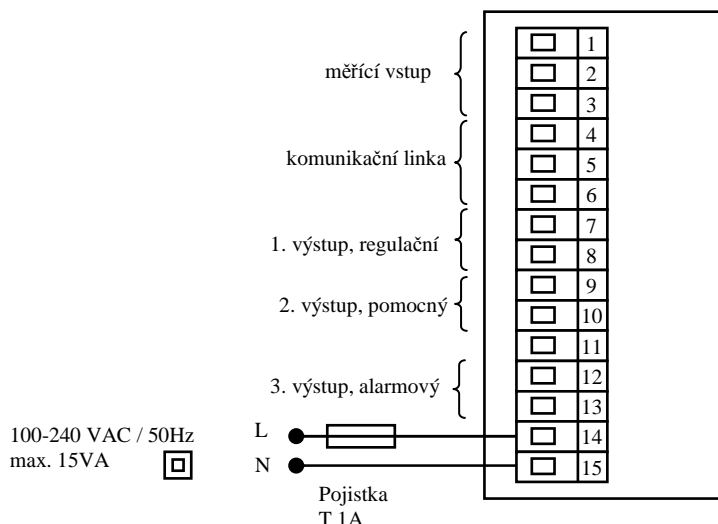 měřící vstup
komunikační linka
1. výstup, regulační
2. výstup, pomocný
3. výstup, alarmový
1
2
3
4
5
6
7
8
9
10
11
12
13
14
15
100-240 VAC / 50Hz
max. 15VA
L
N
Pojistka
T 1A